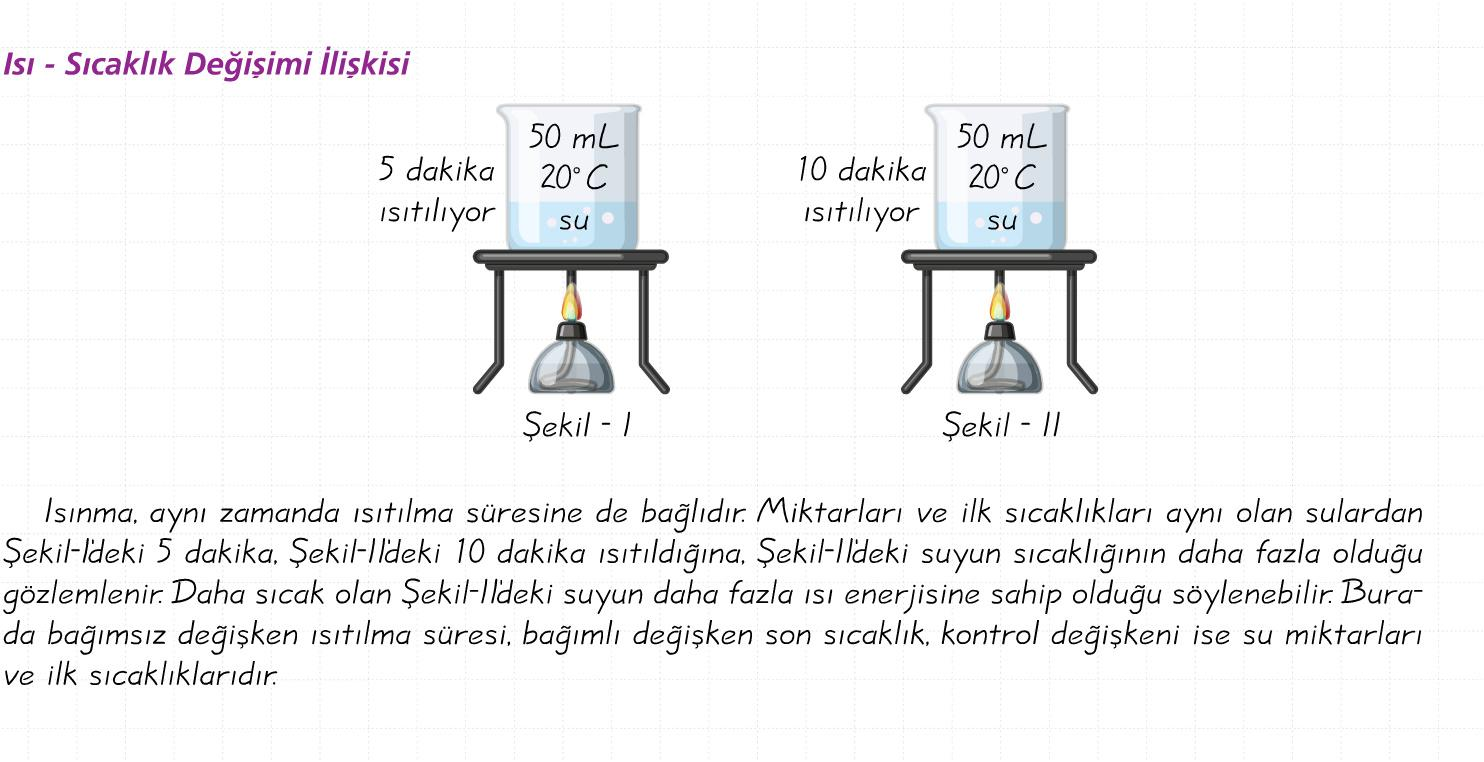 Isı - Sıcaklık Değişimi İlişkisi
5 dakika
ısıtılıyor
50 mL
20° C
su
Şekil - I
10 dakika
ısıtılıyor
50 mL
20° C
su
Şekil - II
Isınma, aynı zamanda ısıtılma süresine de bağlıdır. Miktarları ve ilk sıcaklıkları aynı olan sulardan
Şekil-I'deki 5 dakika, Şekil-II'deki 10 dakika ısıtıldığına, Şekil-II'deki suyun sıcaklığının daha fazla olduğu
gözlemlenir. Daha sıcak olan Şekil-II'deki suyun daha fazla ısı enerjisine sahip olduğu söylenebilir. Bura-
da bağımsız değişken ısıtılma süresi, bağımlı değişken son sıcaklık, kontrol değişkeni ise su miktarları
ve ilk sıcaklıklarıdır.